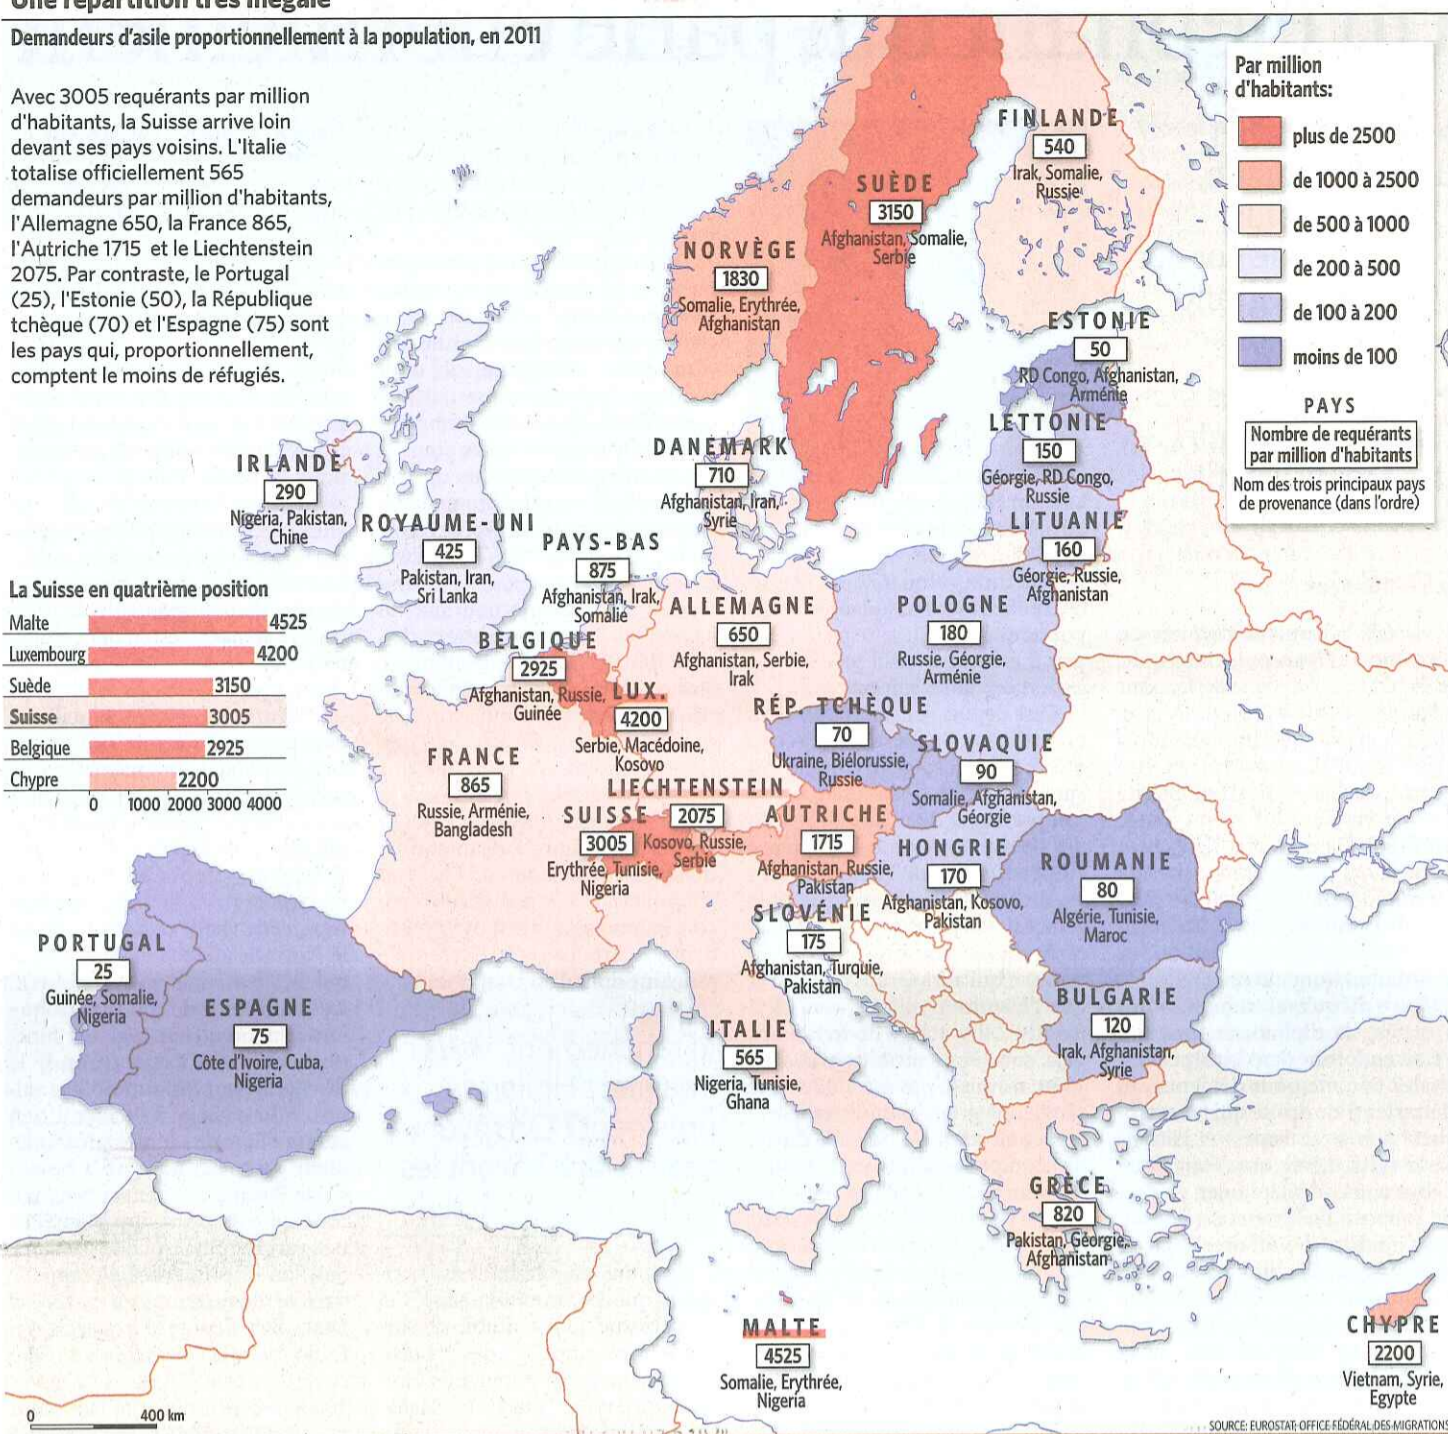 Une répartition très inégale
Demandeurs d'asile proportionnellement à la population, en 2011
Avec 3005 requérants par million
d'habitants, la Suisse arrive loin
devant ses pays voisins. L'Italie
totalise officiellement 565
demandeurs par million d'habitants,
l'Allemagne 650, la France 865,
l'Autriche 1715 et le Liechtenstein
2075. Par contraste, le Portugal
(25), l'Estonie (50), la République
tchèque (70) et l'Espagne (75) sont
les pays qui, proportionnellement,
comptent le moins de réfugiés.
Par million
d'habitants:
plus de 2500
de 1000 à 2500
de 500 à 1000
de 200 à 500
de 100 à 200
moins de 100
PAYS
Nombre de requérants
par million d'habitants
Nom des trois principaux pays
de provenance (dans l'ordre)
FINLANDE
540
Irak, Somalie,
Russie
SUÈDE
3150
Afghanistan, Somalie,
Serbie
NORVÈGE
1830
Somalie, Erythrée,
Afghanistan
ESTONIE
50
RD Congo, Afghanistan,
Arménie
LETTONIE
150
Géorgie, RD Congo,
Russie
LITUANIE
160
Géorgie, Russie,
Afghanistan
DANEMARK
710
Afghanistan, Iran,
Syrie
IRLANDE
290
Nigeria, Pakistan,
Chine
ROYAUME-UNI
425
Pakistan, Iran,
Sri Lanka
PAYS-BAS
875
Afghanistan, Irak,
Somalie
ALLEMAGNE
650
Afghanistan, Serbie,
Irak
POLOGNE
180
Russie, Géorgie,
Arménie
BELGIQUE
2925
Afghanistan, Russie,
Guinée
LUX.
4200
Serbie, Macédoine,
Kosovo
RÉP. TCHÈQUE
70
Ukraine, Biélorussie,
Russie
SLOVAQUIE
90
Somalie, Afghanistan,
Géorgie
La Suisse en quatrième position
Malte 4525
Luxembourg 4200
Suède 3150
Suisse 3005
Belgique 2925
Chypre 2200
0 1000 2000 3000 4000
FRANCE
865
Russie, Arménie,
Bangladesh
LIECHTENSTEIN
2075
Kosovo, Russie,
Serbie
SUISSE
3005
Erythrée, Tunisie,
Nigeria
AUTRICHE
1715
Afghanistan, Russie,
Pakistan
HONGRIE
170
Afghanistan, Kosovo,
Pakistan
ROUMANIE
80
Algérie, Tunisie,
Maroc
SLOVÉNIE
175
Afghanistan, Turquie,
Pakistan
PORTUGAL
25
Guinée, Somalie,
Nigeria
ESPAGNE
75
Côte d'Ivoire, Cuba,
Nigeria
ITALIE
565
Nigeria, Tunisie,
Ghana
BULGARIE
120
Irak, Afghanistan,
Syrie
GRÈCE
820
Pakistan, Géorgie,
Afghanistan
MALTE
4525
Somalie, Erythrée,
Nigeria
CHYPRE
2200
Vietnam, Syrie,
Egypte
0 400 km
SOURCE: EUROSTAT; OFFICE FÉDÉRAL DES MIGRATIONS